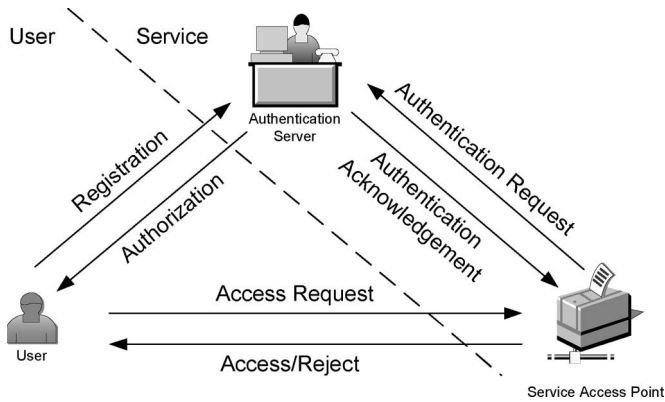 User
Service
Authentication
Server
Registration
Authorization
Authentication Request
Authentication
Acknowledgement
Access Request
User
Access/Reject
Service Access Point